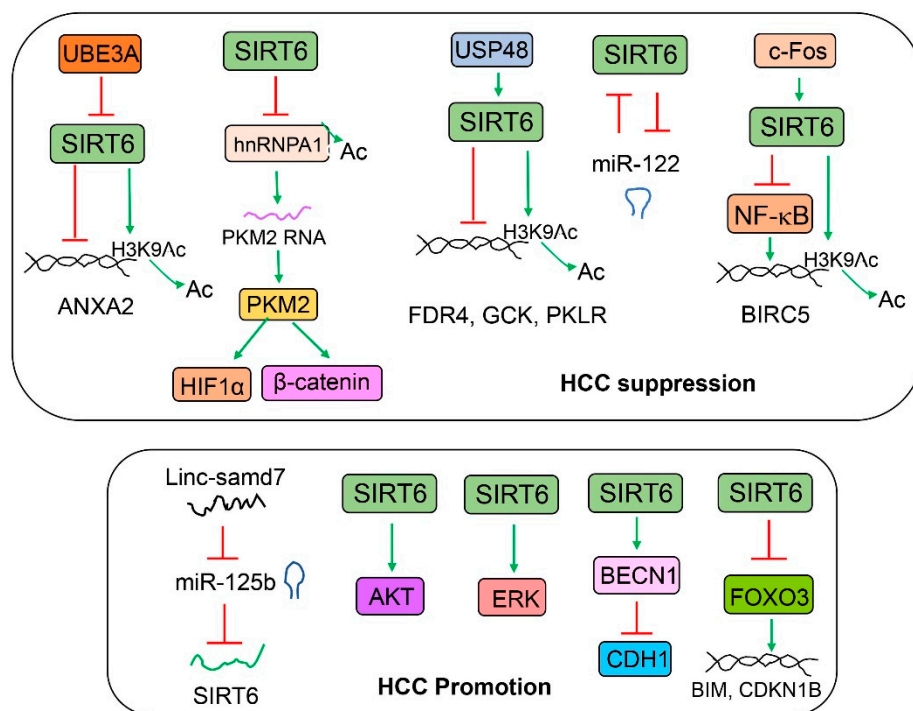 UBE3A
SIRT6
H3K9Ac
Ac
ANXA2
SIRT6
hnRNPA1
Ac
PKM2 RNA
PKM2
HIF1α
β-catenin
USP48
SIRT6
H3K9Ac
Ac
FDR4, GCK, PKLR
SIRT6
miR-122
c-Fos
SIRT6
NF-κB
H3K9Ac
Ac
BIRC5
HCC suppression
Linc-samd7
miR-125b
SIRT6
SIRT6
AKT
SIRT6
ERK
SIRT6
BECN1
CDH1
SIRT6
FOXO3
BIM, CDKN1B
HCC Promotion